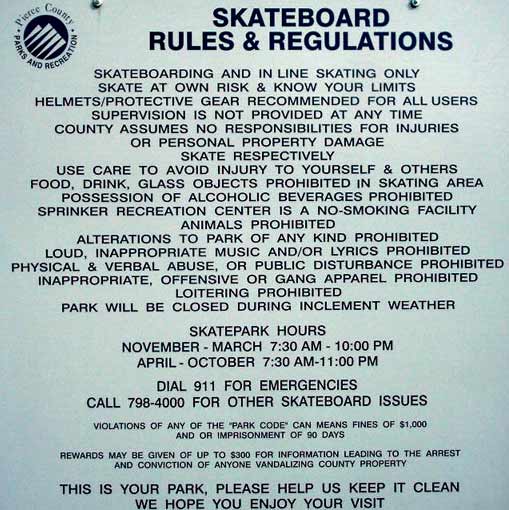 Pierce County
PARKS AND RECREATION
SKATEBOARD
RULES & REGULATIONS
SKATEBOARDING AND IN LINE SKATING ONLY
SKATE AT OWN RISK & KNOW YOUR LIMITS
HELMETS/PROTECTIVE GEAR RECOMMENDED FOR ALL USERS
SUPERVISION IS NOT PROVIDED AT ANY TIME
COUNTY ASSUMES NO RESPONSIBILITIES FOR INJURIES
OR PERSONAL PROPERTY DAMAGE
SKATE RESPECTIVELY
USE CARE TO AVOID INJURY TO YOURSELF & OTHERS
FOOD, DRINK, GLASS OBJECTS PROHIBITED IN SKATING AREA
POSSESSION OF ALCOHOLIC BEVERAGES PROHIBITED
SPRINKER RECREATION CENTER IS A NO-SMOKING FACILITY
ANIMALS PROHIBITED
ALTERATIONS TO PARK OF ANY KIND PROHIBITED
LOUD, INAPPROPRIATE MUSIC AND/OR LYRICS PROHIBITED
PHYSICAL & VERBAL ABUSE, OR PUBLIC DISTURBANCE PROHIBITED
INAPPROPRIATE, OFFENSIVE OR GANG APPAREL PROHIBITED
LOITERING PROHIBITED
PARK WILL BE CLOSED DURING INCLEMENT WEATHER
SKATEPARK HOURS
NOVEMBER - MARCH 7:30 AM - 10:00 PM
APRIL - OCTOBER 7:30 AM-11:00 PM
DIAL 911 FOR EMERGENCIES
CALL 798-4000 FOR OTHER SKATEBOARD ISSUES
VIOLATIONS OF ANY OF THE "PARK CODE" CAN MEANS FINES OF $1,000
AND OR IMPRISONMENT OF 90 DAYS
REWARDS MAY BE GIVEN OF UP TO $300 FOR INFORMATION LEADING TO THE ARREST
AND CONVICTION OF ANYONE VANDALIZING COUNTY PROPERTY
THIS IS YOUR PARK, PLEASE HELP US KEEP IT CLEAN
WE HOPE YOU ENJOY YOUR VISIT